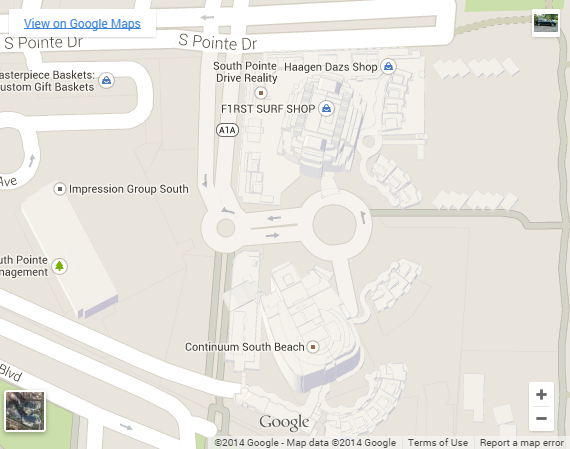 View on Google Maps
S Pointe Dr
S Pointe Dr
South Pointe
Drive Reality
Haagen Dazs Shop
asterpiece Baskets:
ustom Gift Baskets
F1RST SURF SHOP
A1A
Ave
Impression Group South
uth Pointe
nagement
Continuum South Beach
Blvd
Google
+
−
©2014 Google - Map data ©2014 Google
Terms of Use
Report a map error